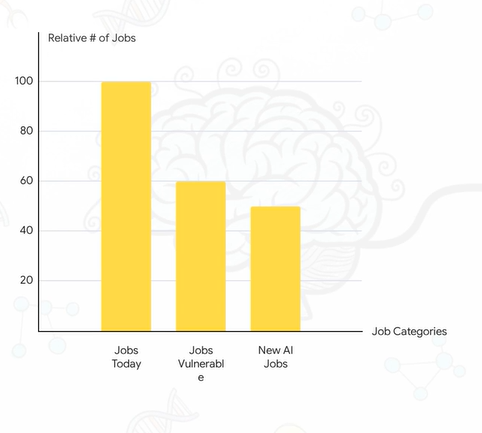 Relative # of Jobs
100
80
60
40
20
Job Categories
Jobs
Today
Jobs
Vulnerabl
e
New AI
Jobs